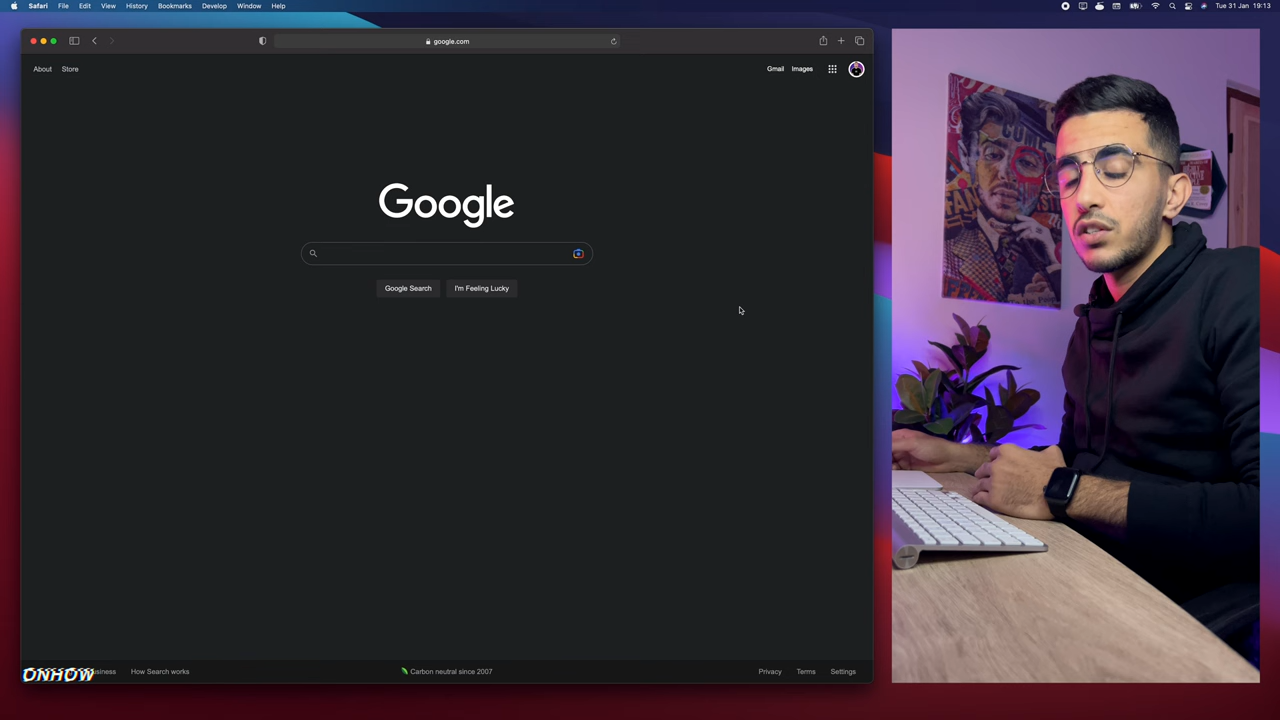 Safari File Edit View History Bookmarks Develop Window Help
Tue 31 Jan 19:13
google.com
About Store
Gmail Images
Google
Google Search I'm Feeling Lucky
ONHOW
How Search works
Carbon neutral since 2007
Privacy Terms Settings